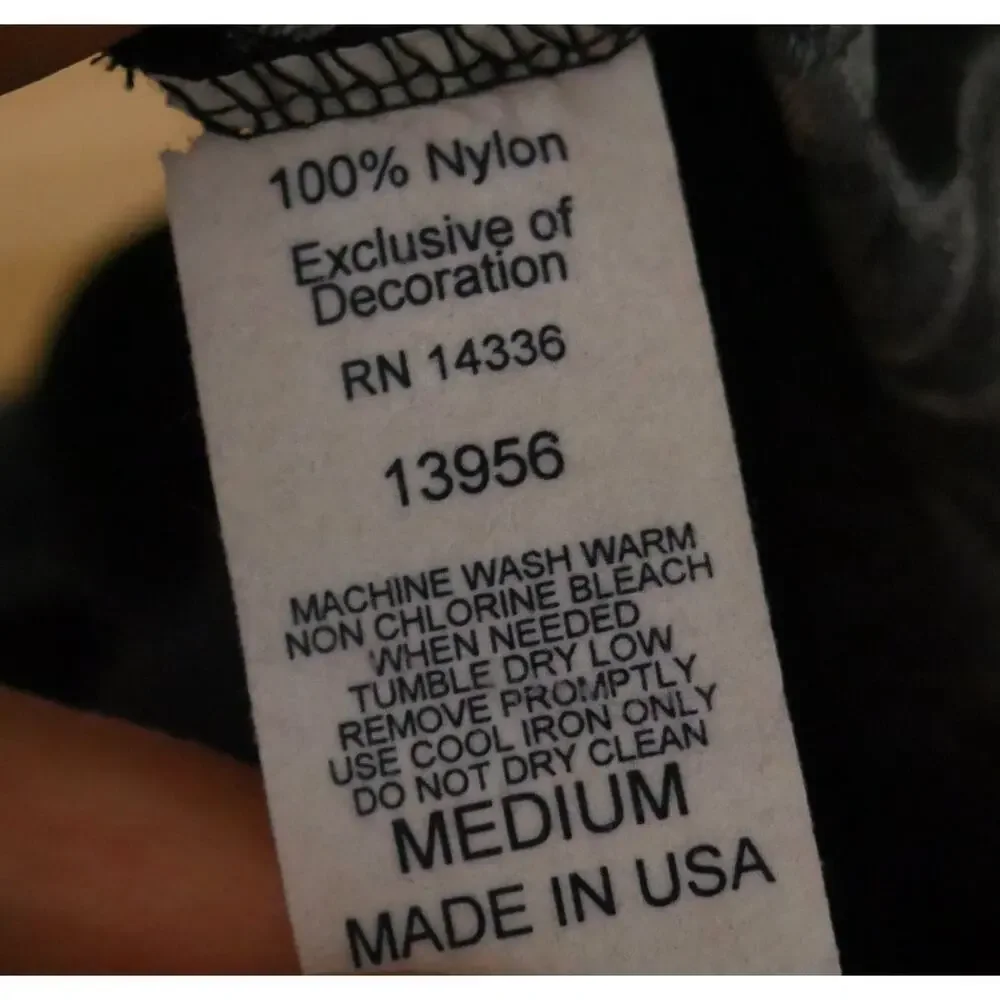 100% Nylon
Exclusive of
Decoration
RN 14336
13956
MACHINE WASH WARM
NON CHLORINE BLEACH
WHEN NEEDED
TUMBLE DRY LOW
REMOVE PROMPTLY
USE COOL IRON ONLY
DO NOT DRY CLEAN
MEDIUM
MADE IN USA